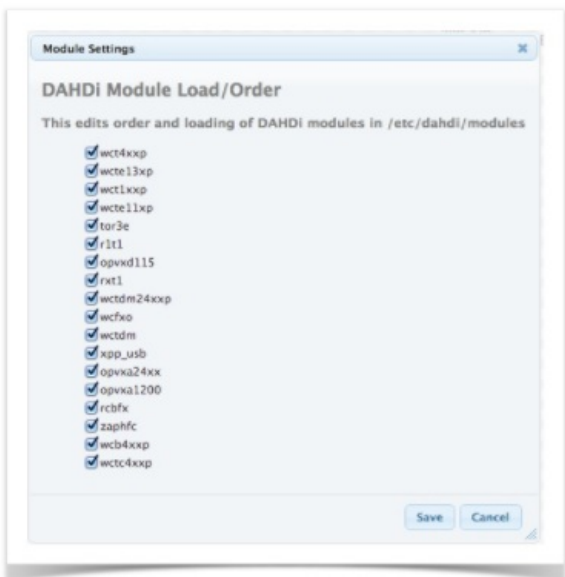 Module Settings
DAHDi Module Load/Order
This edits order and loading of DAHDi modules in /etc/dahdi/modules
wct4xxp
wcte13xp
wct1xxp
wcte11xp
tor3e
r1t1
opvxd115
rxt1
wctdm24xxp
wcfxo
wctdm
xpp_usb
opvxa24xx
opvxa1200
rcbfx
zaphfc
wcb4xxp
wctc4xxp
Save Cancel